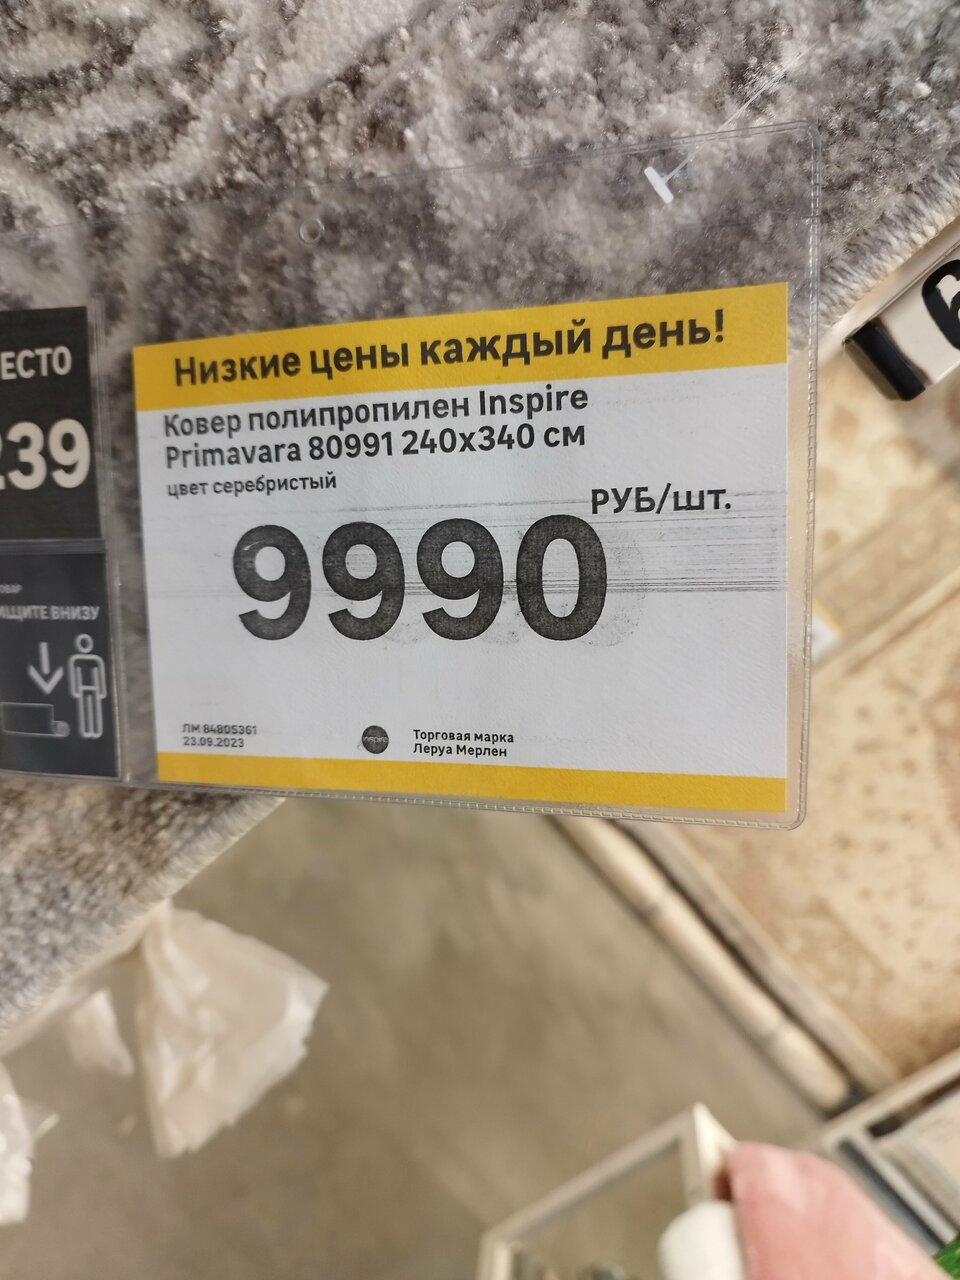 ЕСТО
239
ИЩИТЕ ВНИЗУ
Низкие цены каждый день!
Ковер полипропилен Inspire
Primavara 80991 240x340 см
цвет серебристый
РУБ/шт.
9990
ЛМ 84805361
23.09.2023
inspire
Торговая марка
Леруа Мерлен
6